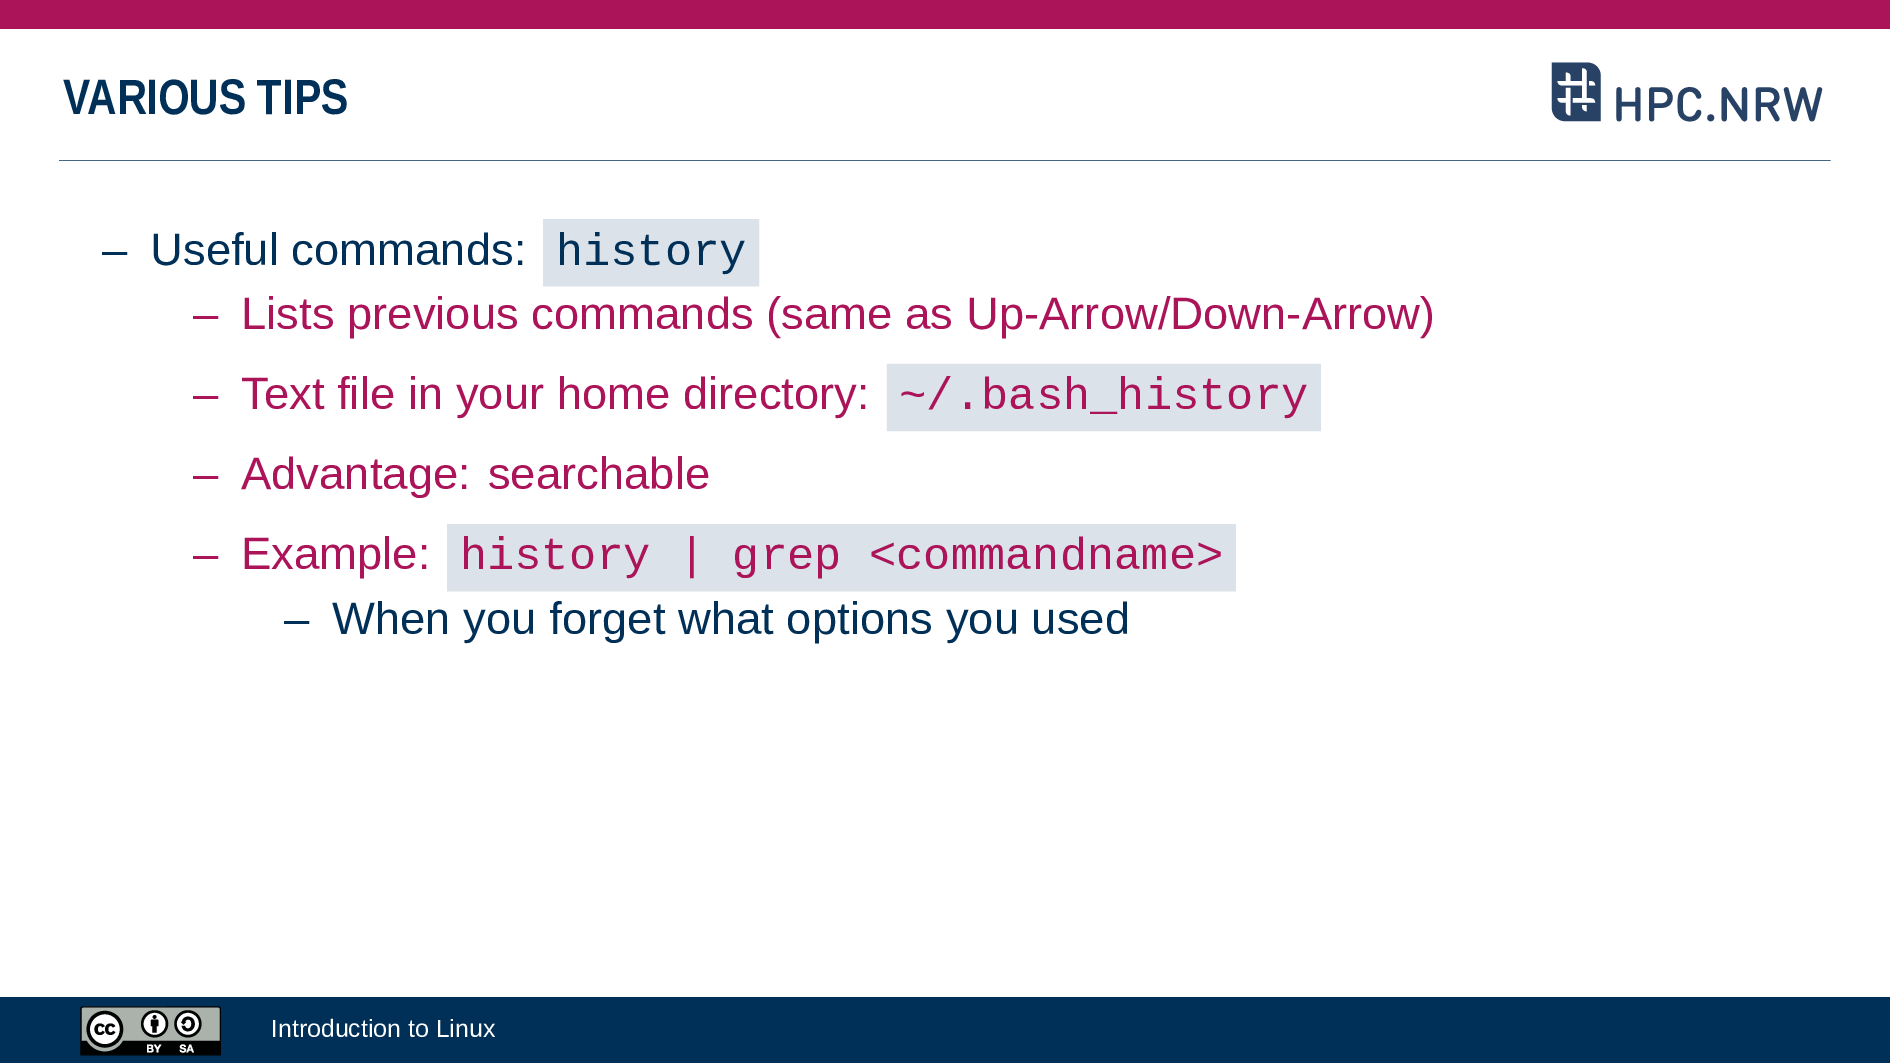 VARIOUS TIPS
HPC.NRW
– Useful commands: history
– Lists previous commands (same as Up-Arrow/Down-Arrow)
– Text file in your home directory: ~/.bash_history
– Advantage: searchable
– Example: history | grep <commandname>
– When you forget what options you used
cc BY SA
Introduction to Linux